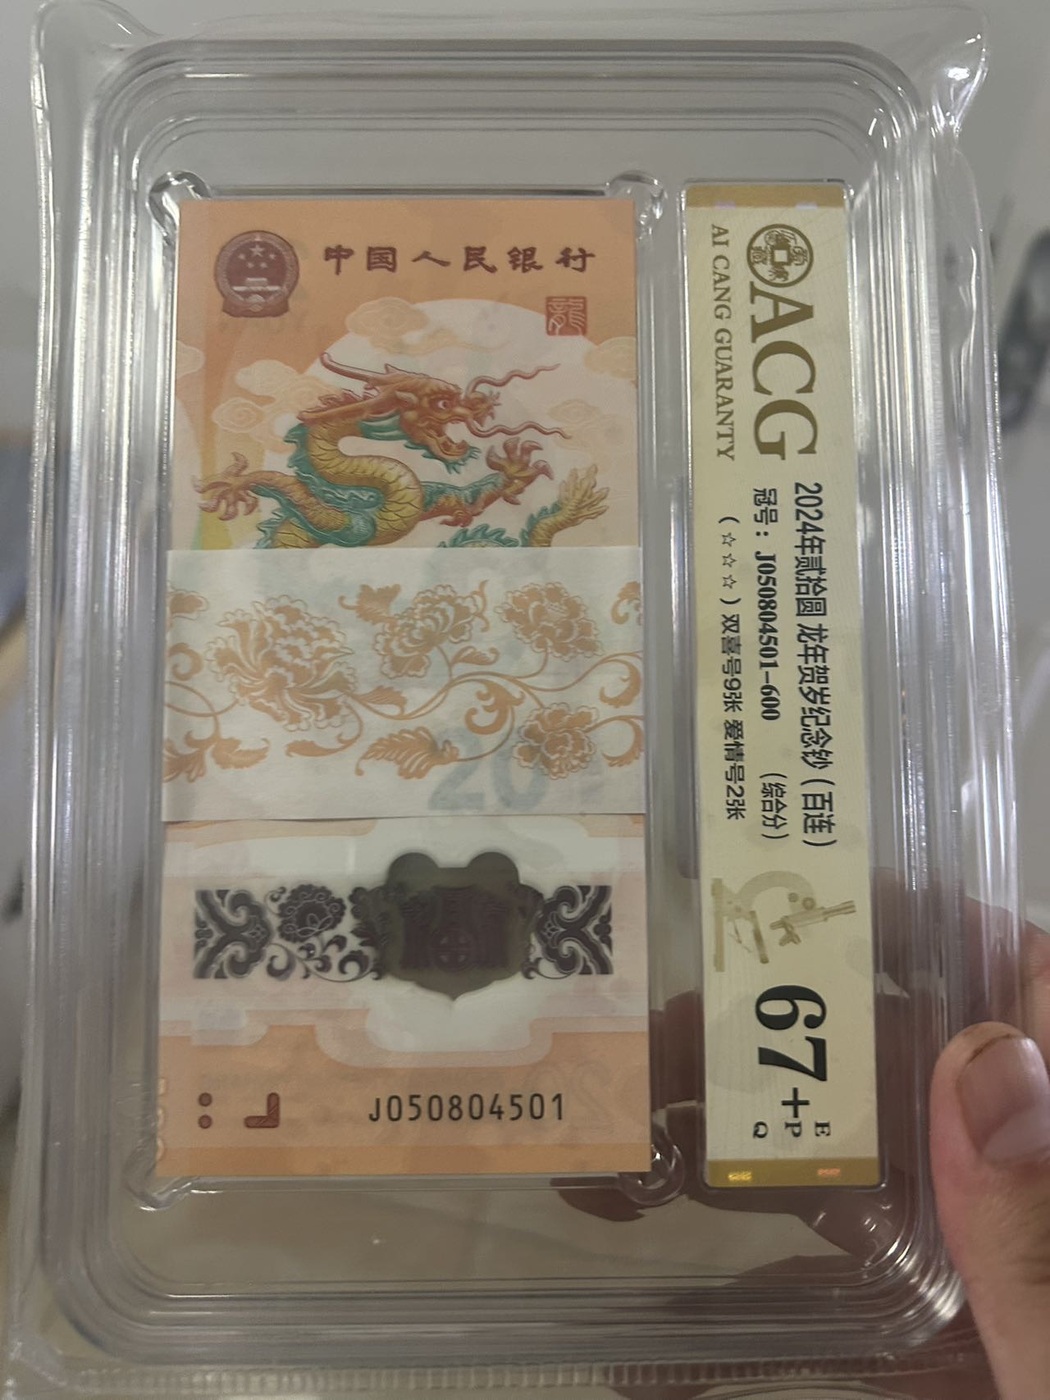 中国人民银行
龍
20
J050804501
ACG
AI CANG GUARANTY
2024年贰拾圆 龙年贺岁纪念钞（百连）
冠号：J050804501-600 （综合分）
（☆☆☆）双喜号9张 爱情号2张
67+
E
P
Q